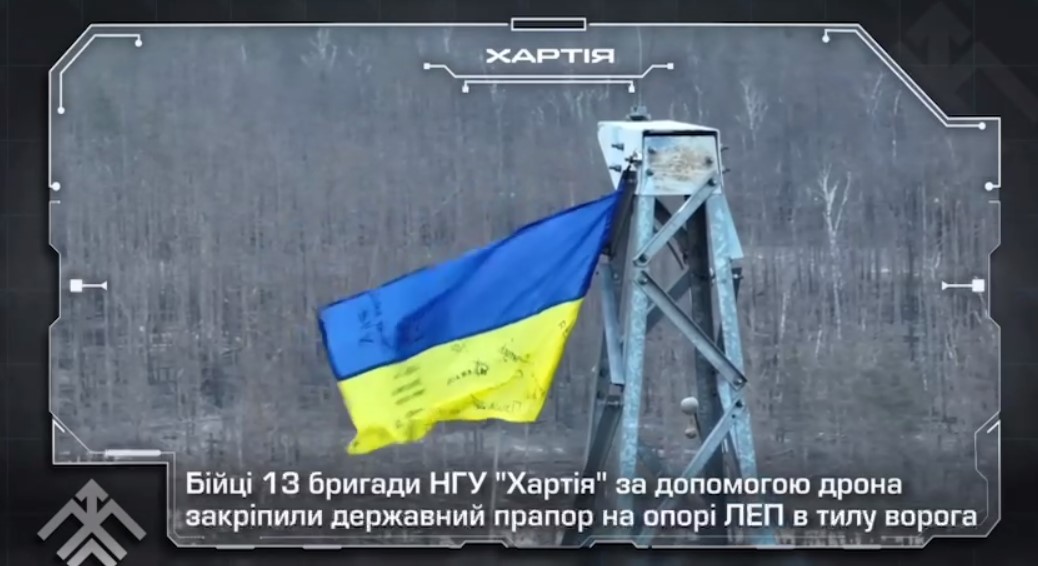 ХАРТІЯ
Бійці 13 бригади НГУ "Хартія" за допомогою дрона
закріпили державний прапор на опорі ЛЕП в тилу ворога